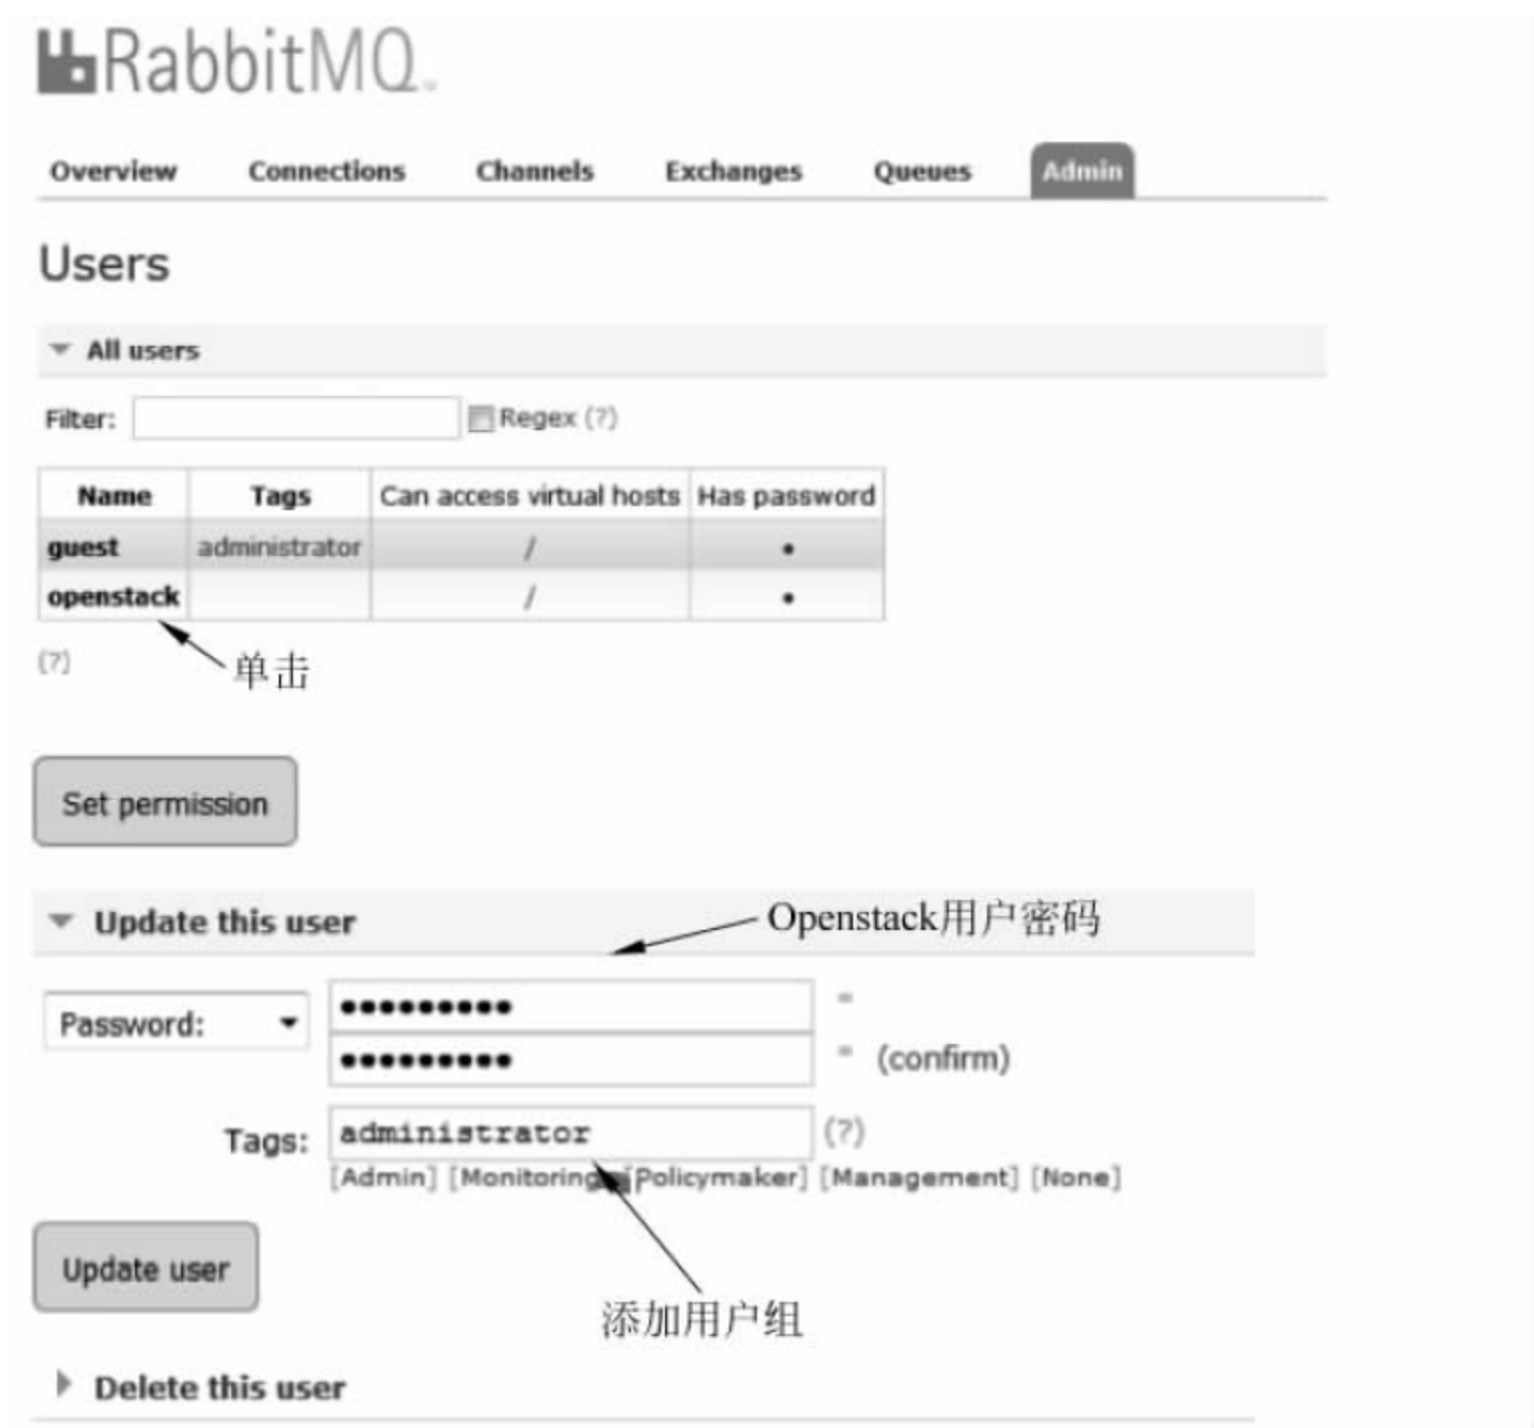 RabbitMQ
Overview Connections Channels Exchanges Queues Admin
Users
All users
Filter: Regex (?)
Name Tags Can access virtual hosts Has password
guest administrator / •
openstack / •
(?) 单击
Set permission
Update this user Openstack用户密码
Password: ••••••••• *
••••••••• * (confirm)
Tags: administrator (?)
[Admin] [Monitoring] [Policymaker] [Management] [None]
Update user
添加用户组
Delete this user